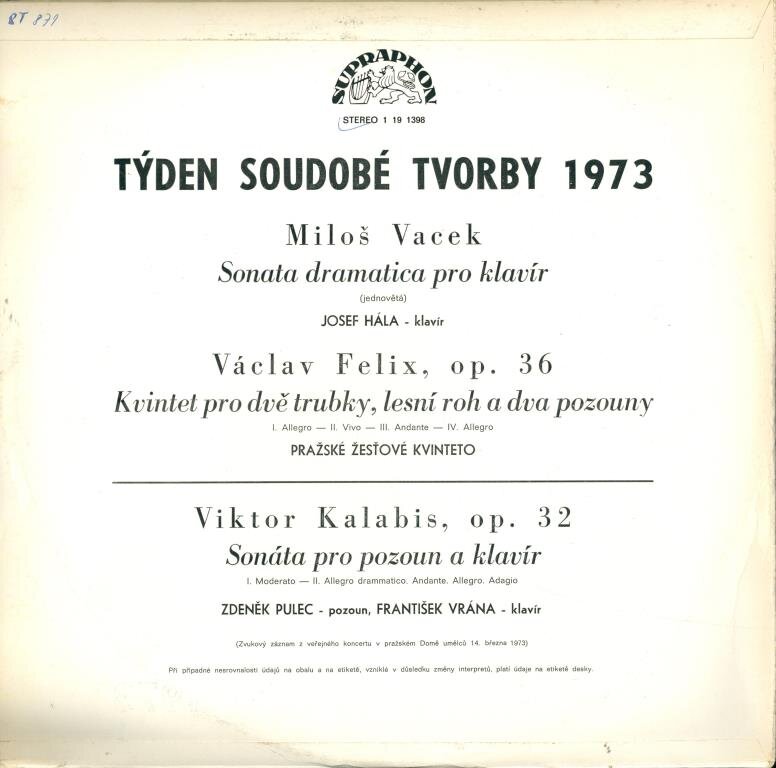 8T 871
SUPRAPHON
STEREO 1 19 1398
TÝDEN SOUDOBÉ TVORBY 1973
Miloš Vacek
Sonata dramatica pro klavír
(jednovětá)
JOSEF HÁLA - klavír
Václav Felix, op. 36
Kvintet pro dvě trubky, lesní roh a dva pozouny
I. Allegro — II. Vivo — III. Andante — IV. Allegro
PRAŽSKÉ ŽESŤOVÉ KVINTETO
Viktor Kalabis, op. 32
Sonáta pro pozoun a klavír
I. Moderato — II. Allegro drammatico. Andante. Allegro. Adagio
ZDENĚK PULEC - pozoun, FRANTIŠEK VRÁNA - klavír
(Zvukový záznam z veřejného koncertu v pražském Domě umělců 14. března 1973)
Při případné nesrovnalosti údajů na obalu a na etiketě, vzniklé v důsledku změny interpretů, platí údaje na etiketě desky.